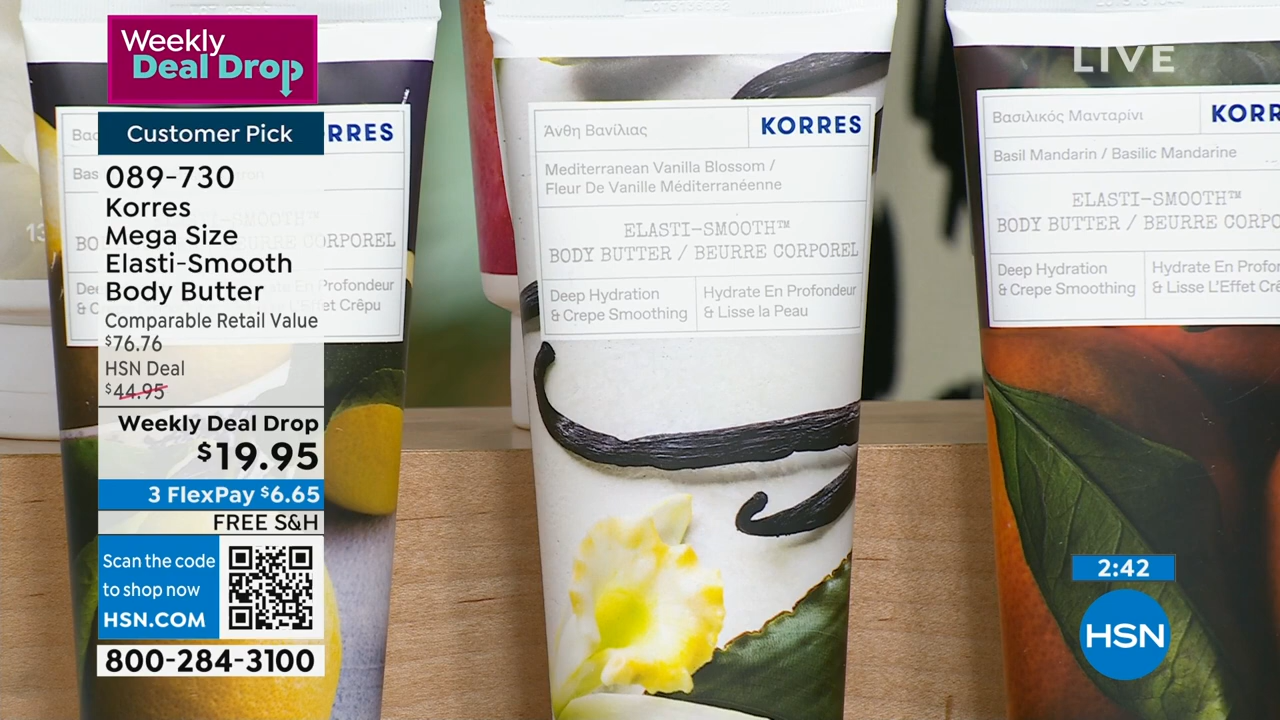 Weekly
Deal Drop
Customer Pick
089-730
Korres
Mega Size
Elasti-Smooth
Body Butter
Comparable Retail Value
$76.76
HSN Deal
$44.95
Weekly Deal Drop
$19.95
3 FlexPay $6.65
FREE S&H
Scan the code
to shop now
HSN.COM
800-284-3100
RRES
Άνθη Βανίλιας
KORRES
Mediterranean Vanilla Blossom /
Fleur De Vanille Méditerranéenne
ELASTI-SMOOTH™
BODY BUTTER / BEURRE CORPOREL
Deep Hydration
& Crepe Smoothing
Hydrate En Profondeur
& Lisse la Peau
Βασιλικός Μανταρίνι
KORR
Basil Mandarin / Basilic Mandarine
ELASTI-SMOOTH™
BODY BUTTER / BEURRE CORPO
Deep Hydration
& Crepe Smoothing
Hydrate En Profon
& Lisse L'Effet Crê
LIVE
2:42
HSN